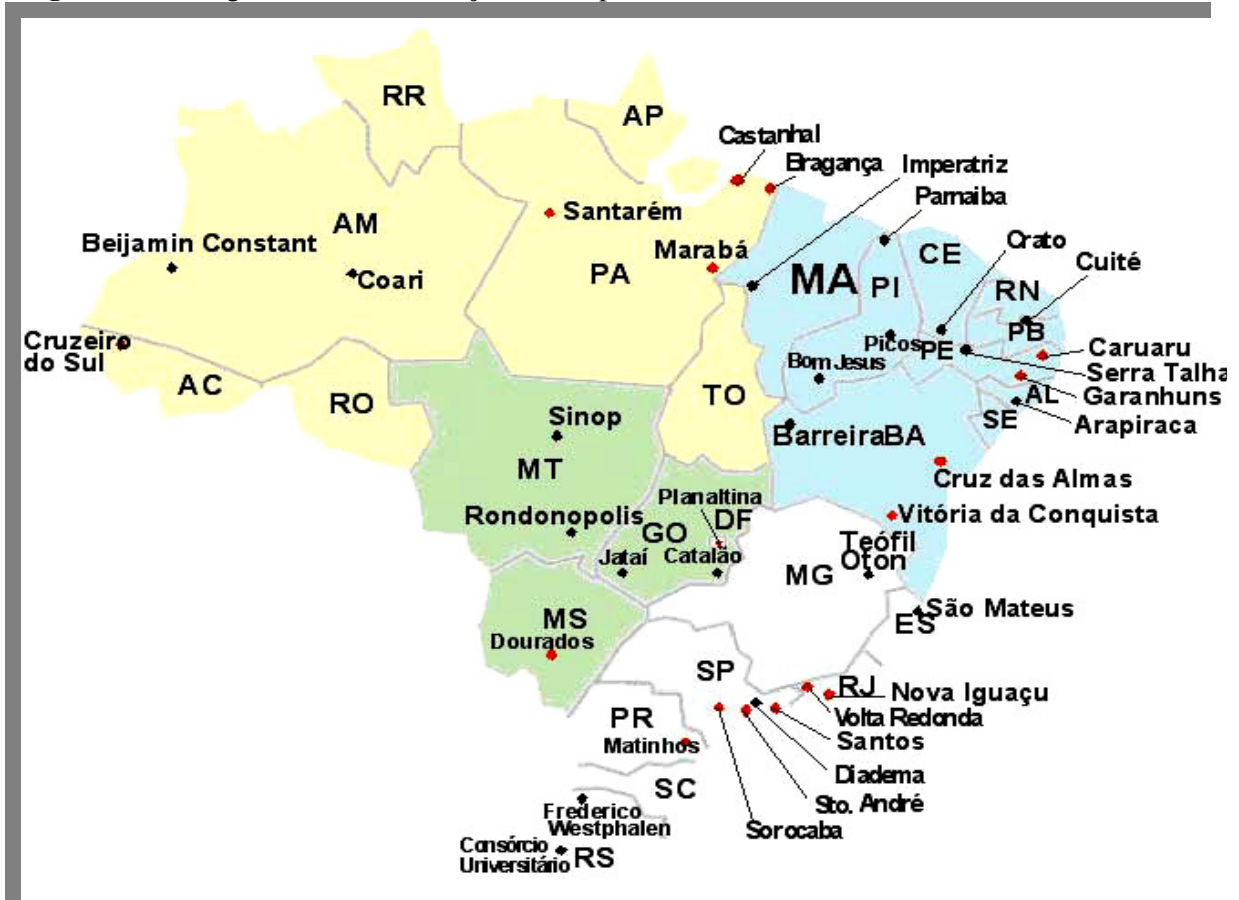 RR
AP
Castanhal
Bragança
Imperatriz
Parnaiba
Santarém
AM
Beijamin Constant
Coari
Marabá
PA
MA
PI
CE
Crato
Cuité
RN
PB
Cruzeiro
do Sul
AC
RO
TO
Picos
PE
Bom Jesus
Caruaru
Serra Talha
Garanhuns
AL
SE
Arapiraca
Sinop
MT
Barreira
BA
Cruz das Almas
Rondonopolis
Planaltina
DF
GO
Vitória da Conquista
Jataí
Catalão
Teófil
Oton
MG
MS
Dourados
São Mateus
ES
SP
RJ
Nova Iguaçu
Volta Redonda
PR
Matinhos
Santos
Diadema
SC
Sto. André
Sorocaba
Frederico
Westphalen
Consórcio
Universitário
RS